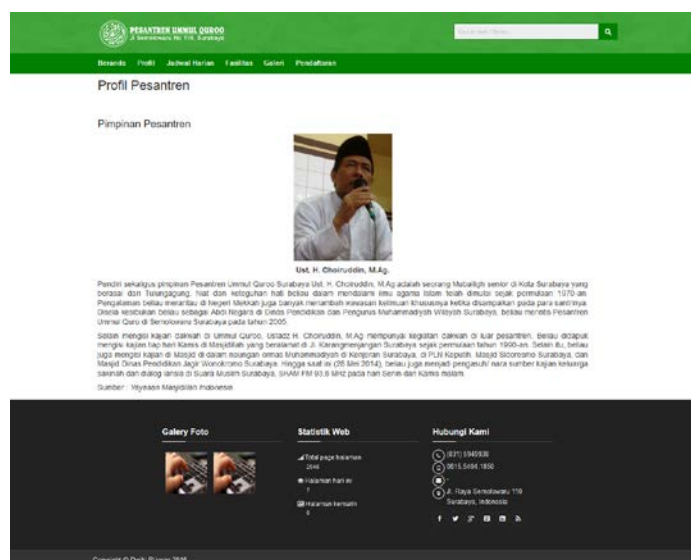 PESANTREN UMMUL QUROO
Jl Semolowaru No 119, Surabaya
Beranda Profil Jadwal Harian Fasilitas Galeri Pendaftaran
Profil Pesantren
Pimpinan Pesantren
Ust. H. Choiruddin, M.Ag.
Pendiri sekaligus pimpinan Pesantren Ummul Quroo Surabaya Ust. H. Choiruddin, M.Ag adalah seorang Mubaligh senior di Kota Surabaya yang
berasal dari Tulungagung. Niat dan keteguhan hati beliau dalam mendalami ilmu agama Islam telah dimulai sejak permulaan 1970-an.
Pengalaman beliau merantau di Negeri Mekkah juga banyak menambah wawasan keilmuan khususnya ketika disampaikan pada para santrinya.
Disela kesibukan beliau sebagai Abdi Negara di Dinas Pendidikan dan Pengurus Muhammadiyah Wilayah Surabaya, beliau merintis Pesantren
Ummul Quro di Semolowaru Surabaya pada tahun 2005.
Selain mengisi kajian dakwah di Ummul Quroo, Ustadz H. Choiruddin, M.Ag mempunyai kegiatan dakwah di luar pesantren. Beliau didapuk
mengisi kajian tiap hari Kamis di Masjidillah yang beralamat di Jl. Karangmenjangan Surabaya sejak permulaan tahun 1990-an. Selain itu, beliau
juga mengisi kajian di Masjid di dalam naungan ormas Muhammadiyah di Kenjeran Surabaya, di PLN Keputih, Masjid Sidoresmo Surabaya, dan
Masjid Dinas Pendidikan Jagir Wonokromo Surabaya. Hingga saat ini (26 Mei 2014), beliau juga menjadi pengasuh/ nara sumber kajian keluarga
sakinah dan dialog lansia di Suara Muslim Surabaya, SHAM FM 93,8 MHz pada hari Senin dan Kamis malam.
Sumber : Yayasan Masjidillah Indonesia
Galery Foto
Statistik Web
Total page halaman
2646
Halaman hari ini
Halaman kemarin
Hubungi Kami
(031) 5949938
-
Jl. Raya Semolowaru 119
Surabaya, Indonesia